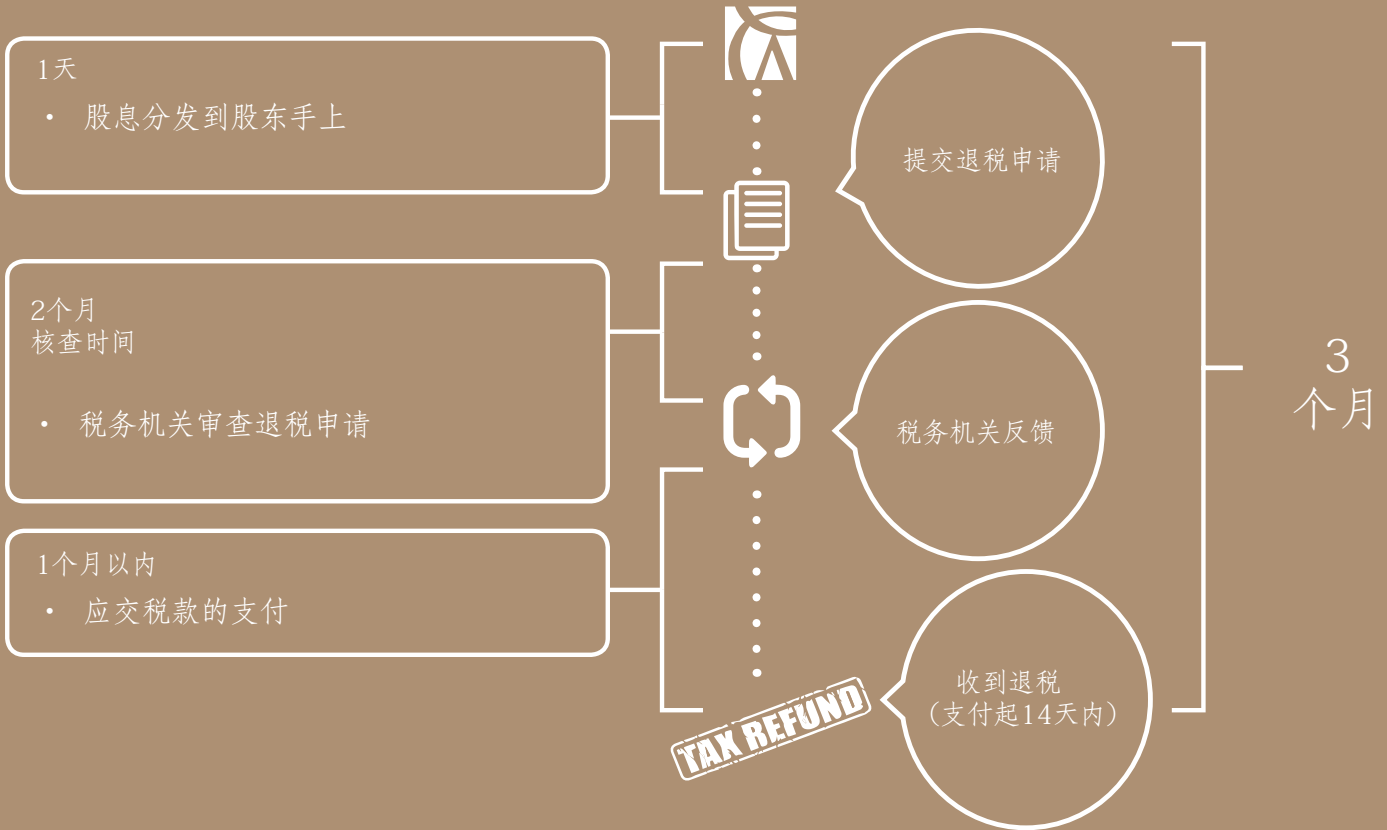 1天
• 股息分发到股东手上
提交退税申请
2个月
核查时间
• 税务机关审查退税申请
税务机关反馈
3
个月
1个月以内
• 应交税款的支付
收到退税
（支付起14天内）
TAX REFUND